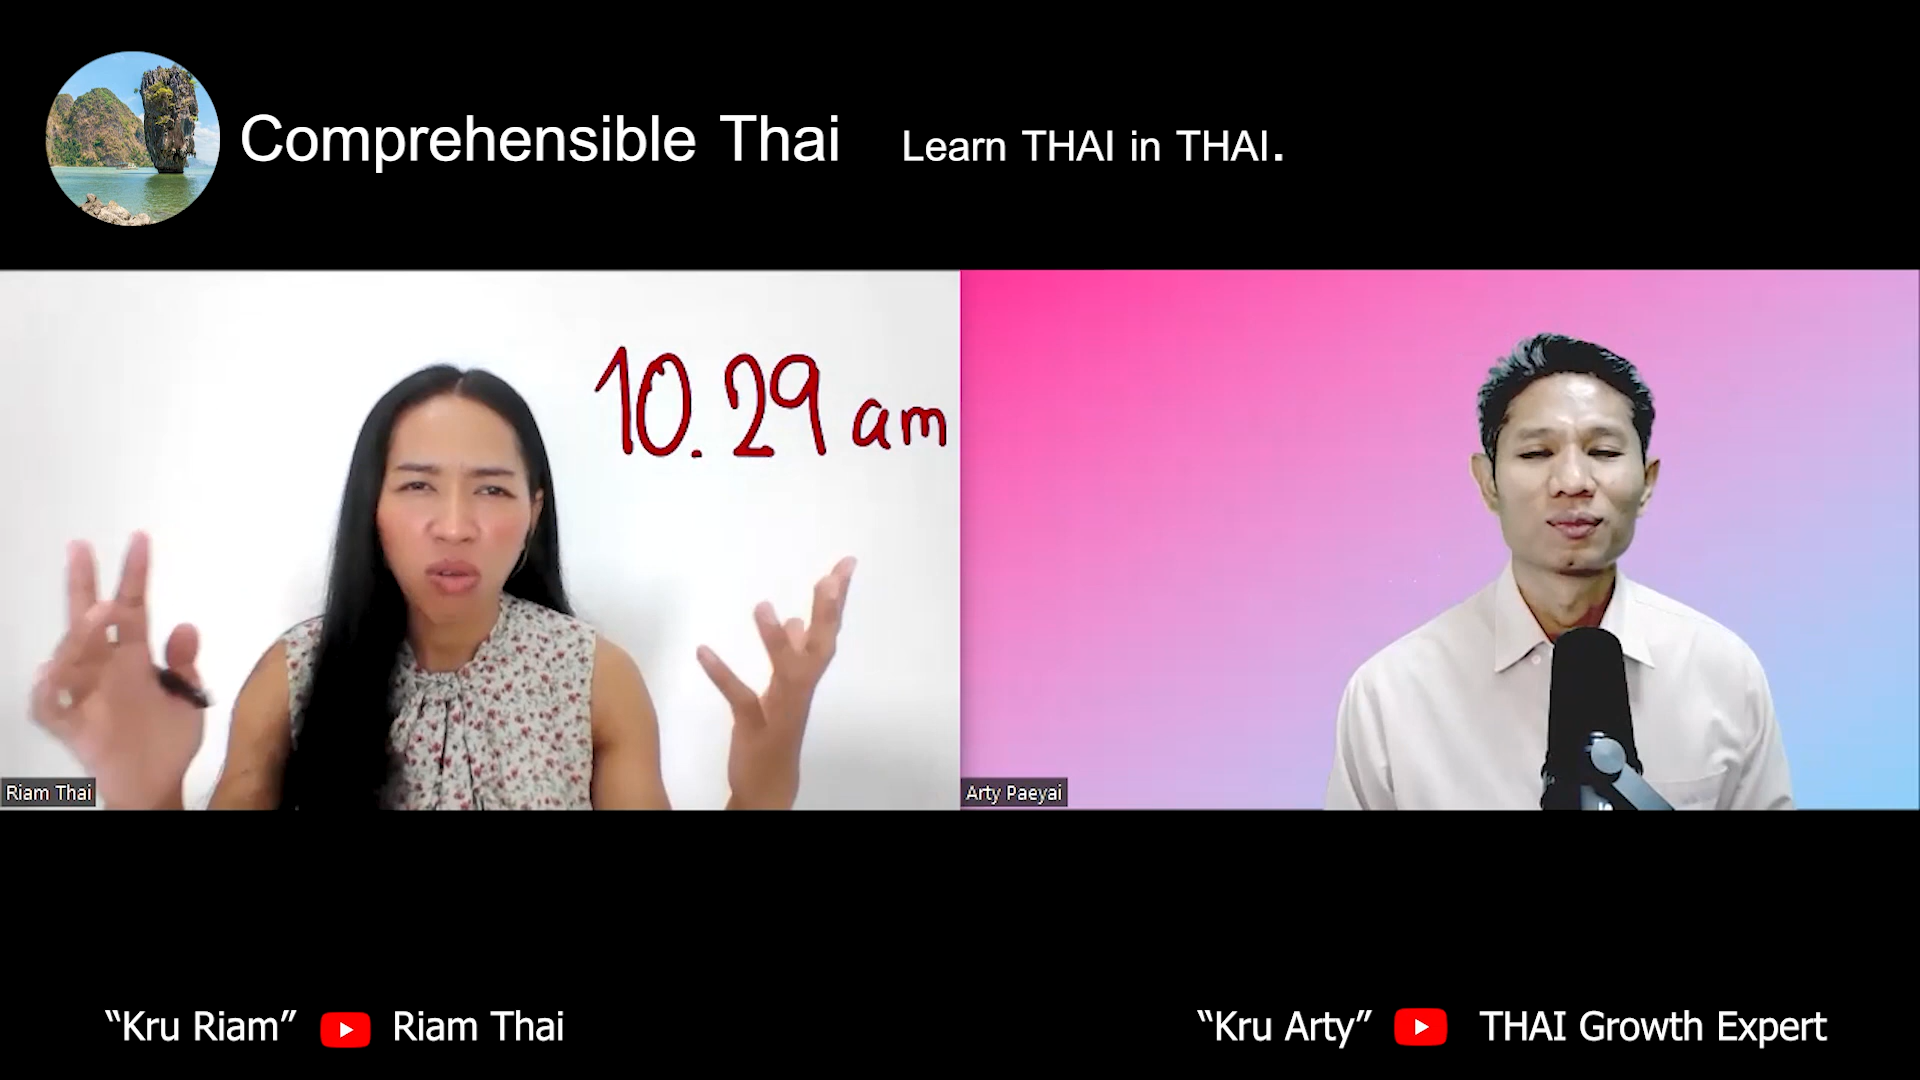 Comprehensible Thai
Learn THAI in THAI.
10.29 am
Riam Thai
Arty Paeyai
“Kru Riam” Riam Thai
“Kru Arty” THAI Growth Expert